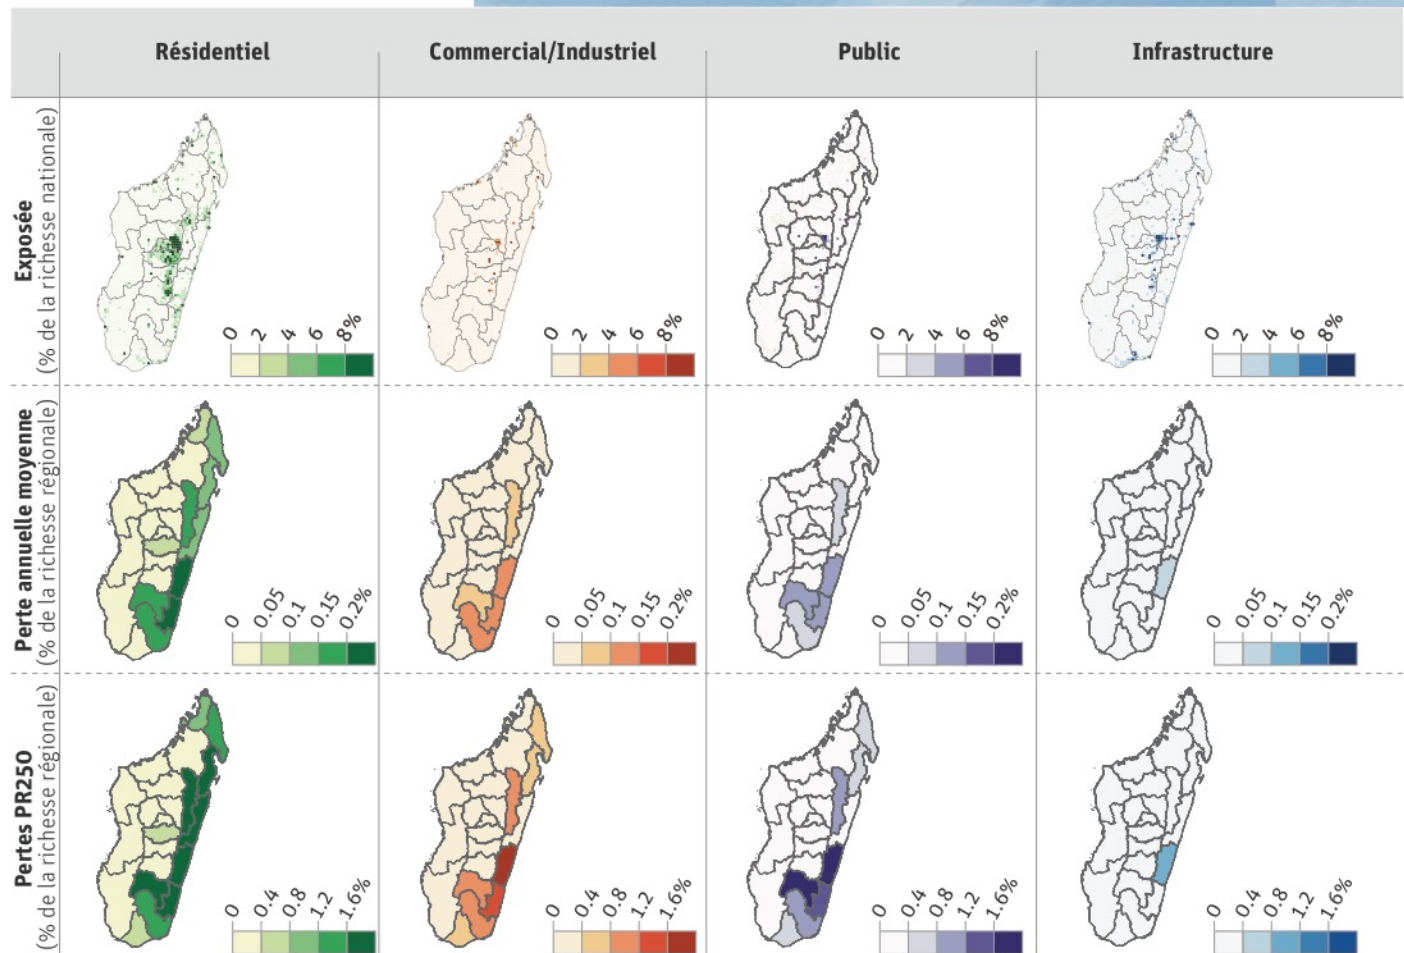 Résidentiel
Commercial/Industriel
Public
Infrastructure
Exposée
(% de la richesse nationale)
0 2 4 6 8%
0 2 4 6 8%
0 2 4 6 8%
0 2 4 6 8%
Perte annuelle moyenne
(% de la richesse régionale)
0 0.05 0.1 0.15 0.2%
0 0.05 0.1 0.15 0.2%
0 0.05 0.1 0.15 0.2%
0 0.05 0.1 0.15 0.2%
Pertes PR250
(% de la richesse régionale)
0 0.4 0.8 1.2 1.6%
0 0.4 0.8 1.2 1.6%
0 0.4 0.8 1.2 1.6%
0 0.4 0.8 1.2 1.6%